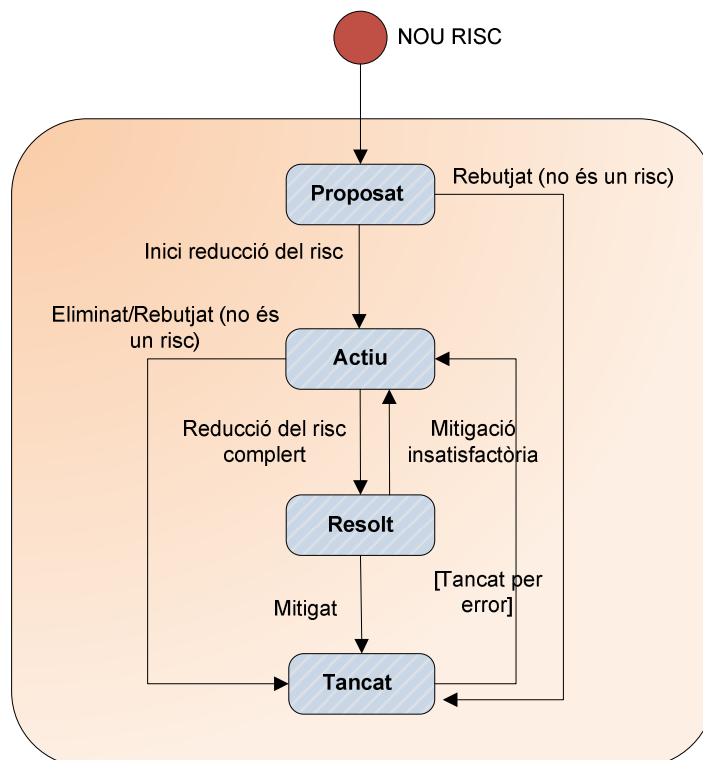 NOU RISC
Proposat
Rebutjat (no és un risc)
Inici reducció del risc
Eliminat/Rebutjat (no és
un risc)
Actiu
Reducció del risc
complert
Mitigació
insatisfactòria
Resolt
[Tancat per
error]
Mitigat
Tancat